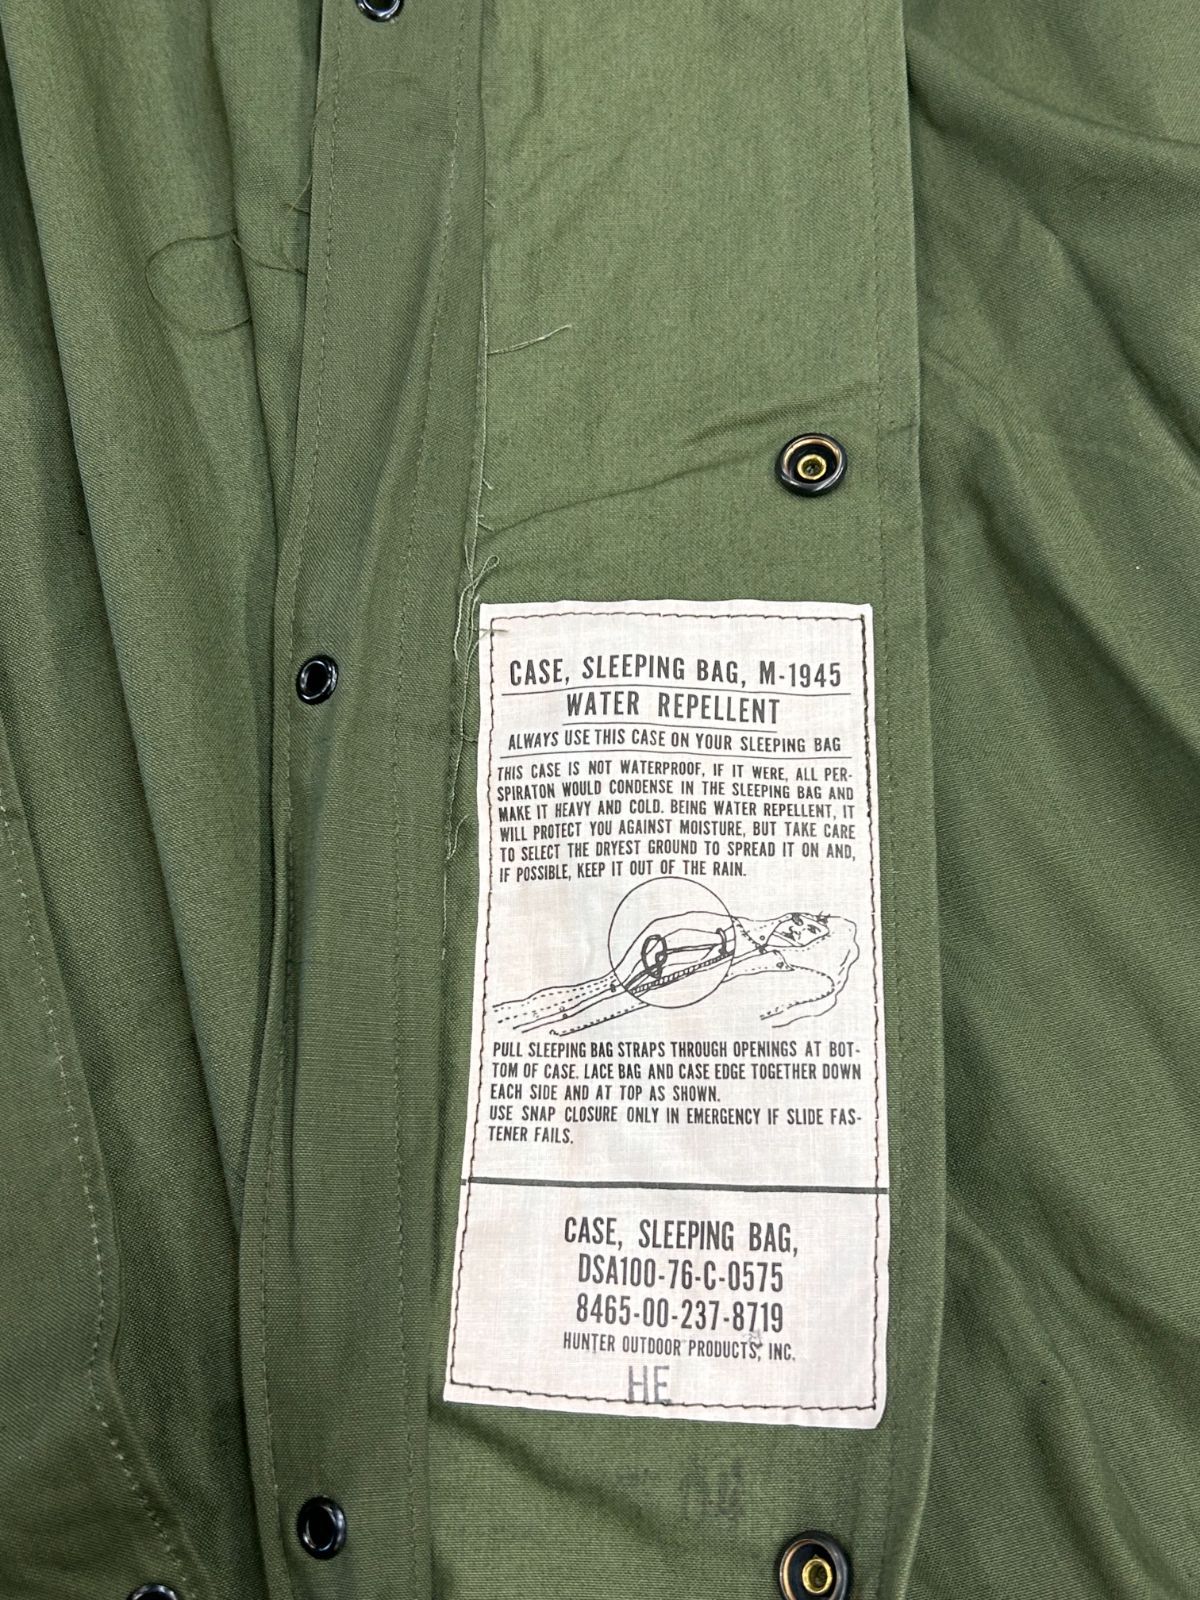 CASE, SLEEPING BAG, M-1945
WATER REPELLENT
ALWAYS USE THIS CASE ON YOUR SLEEPING BAG
THIS CASE IS NOT WATERPROOF, IF IT WERE, ALL PER-
SPIRATON WOULD CONDENSE IN THE SLEEPING BAG AND
MAKE IT HEAVY AND COLD. BEING WATER REPELLENT, IT
WILL PROTECT YOU AGAINST MOISTURE, BUT TAKE CARE
TO SELECT THE DRYEST GROUND TO SPREAD IT ON AND,
IF POSSIBLE, KEEP IT OUT OF THE RAIN.
PULL SLEEPING BAG STRAPS THROUGH OPENINGS AT BOT-
TOM OF CASE. LACE BAG AND CASE EDGE TOGETHER DOWN
EACH SIDE AND AT TOP AS SHOWN.
USE SNAP CLOSURE ONLY IN EMERGENCY IF SLIDE FAS-
TENER FAILS.
CASE, SLEEPING BAG,
DSA100-76-C-0575
8465-00-237-8719
HUNTER OUTDOOR PRODUCTS, INC.
HE